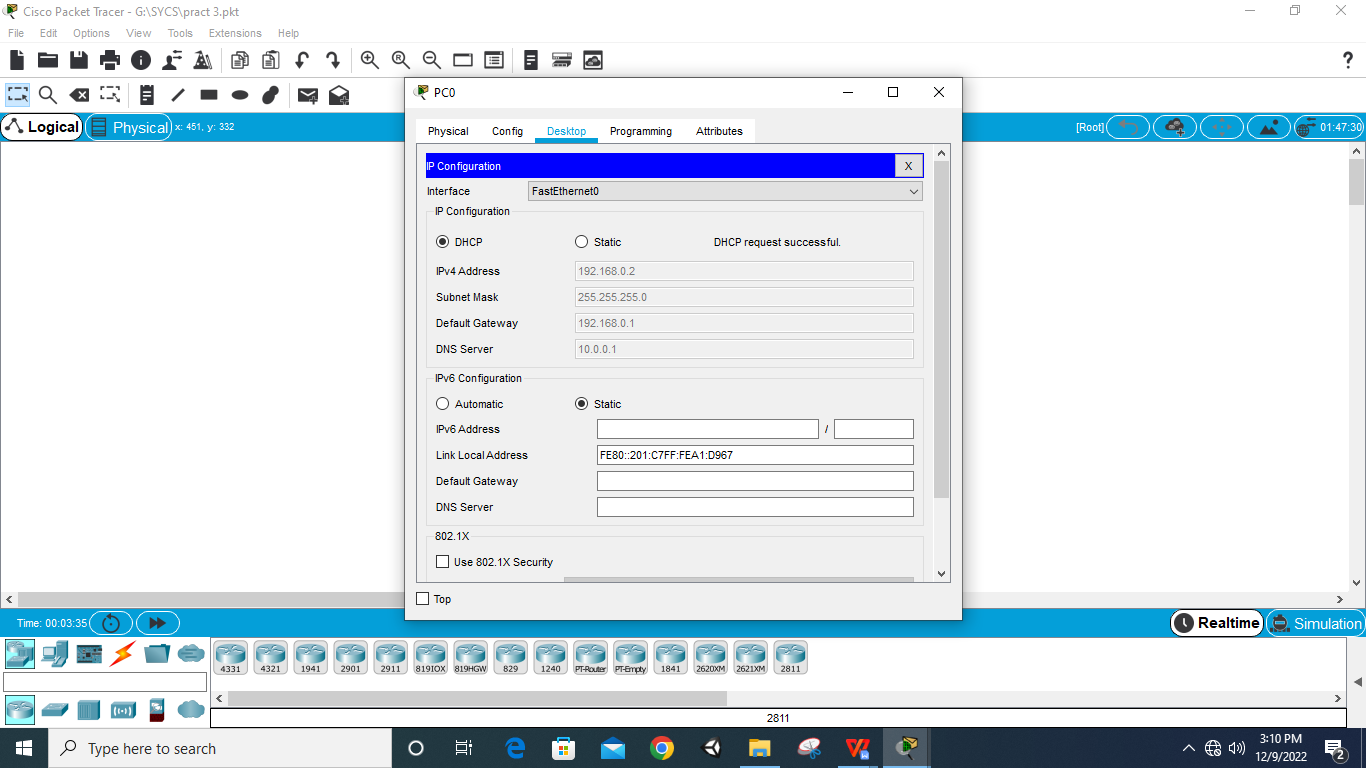 Cisco Packet Tracer - G:\SYCS\pract 3.pkt
File Edit Options View Tools Extensions Help
?
Logical Physical x: 451, y: 332 [Root] 01:47:30
PC0
Physical Config Desktop Programming Attributes
IP Configuration X
Interface FastEthernet0
IP Configuration
DHCP Static DHCP request successful.
IPv4 Address 192.168.0.2
Subnet Mask 255.255.255.0
Default Gateway 192.168.0.1
DNS Server 10.0.0.1
IPv6 Configuration
Automatic Static
IPv6 Address /
Link Local Address FE80::201:C7FF:FEA1:D967
Default Gateway
DNS Server
802.1X
Use 802.1X Security
Top
Time: 00:03:35 Realtime Simulation
4331 4321 1941 2901 2911 819IOX 819HGW 829 1240 PT-Router PT-Empty 1841 2620XM 2621XM 2811
2811
Type here to search
3:10 PM
12/9/2022
2